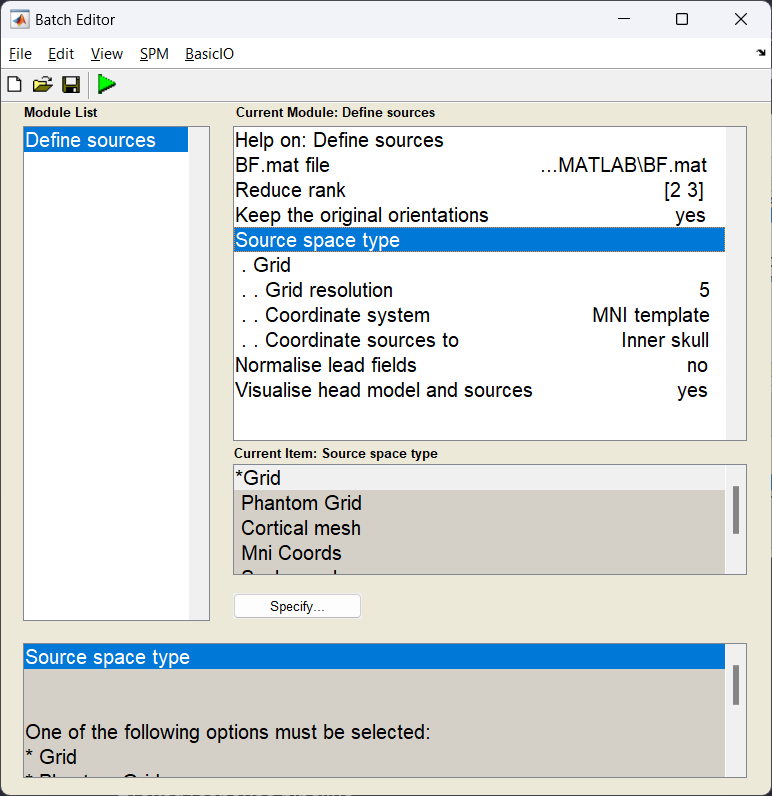 Batch Editor
File Edit View SPM BasicIO
Module List
Define sources
Current Module: Define sources
Help on: Define sources
BF.mat file ...MATLAB\BF.mat
Reduce rank [2 3]
Keep the original orientations yes
Source space type
. Grid
. . Grid resolution 5
. . Coordinate system MNI template
. . Coordinate sources to Inner skull
Normalise lead fields no
Visualise head model and sources yes
Current Item: Source space type
*Grid
Phantom Grid
Cortical mesh
Mni Coords
Specify...
Source space type
One of the following options must be selected:
* Grid
* Phantom Grid